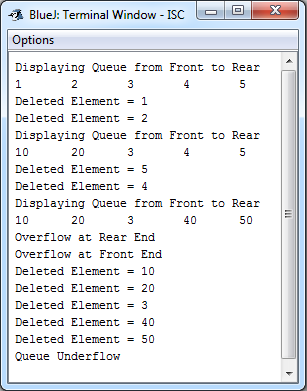 BlueJ: Terminal Window - ISC
Options
Displaying Queue from Front to Rear
1 2 3 4 5
Deleted Element = 1
Deleted Element = 2
Displaying Queue from Front to Rear
10 20 3 4 5
Deleted Element = 5
Deleted Element = 4
Displaying Queue from Front to Rear
10 20 3 40 50
Overflow at Rear End
Overflow at Front End
Deleted Element = 10
Deleted Element = 20
Deleted Element = 3
Deleted Element = 40
Deleted Element = 50
Queue Underflow